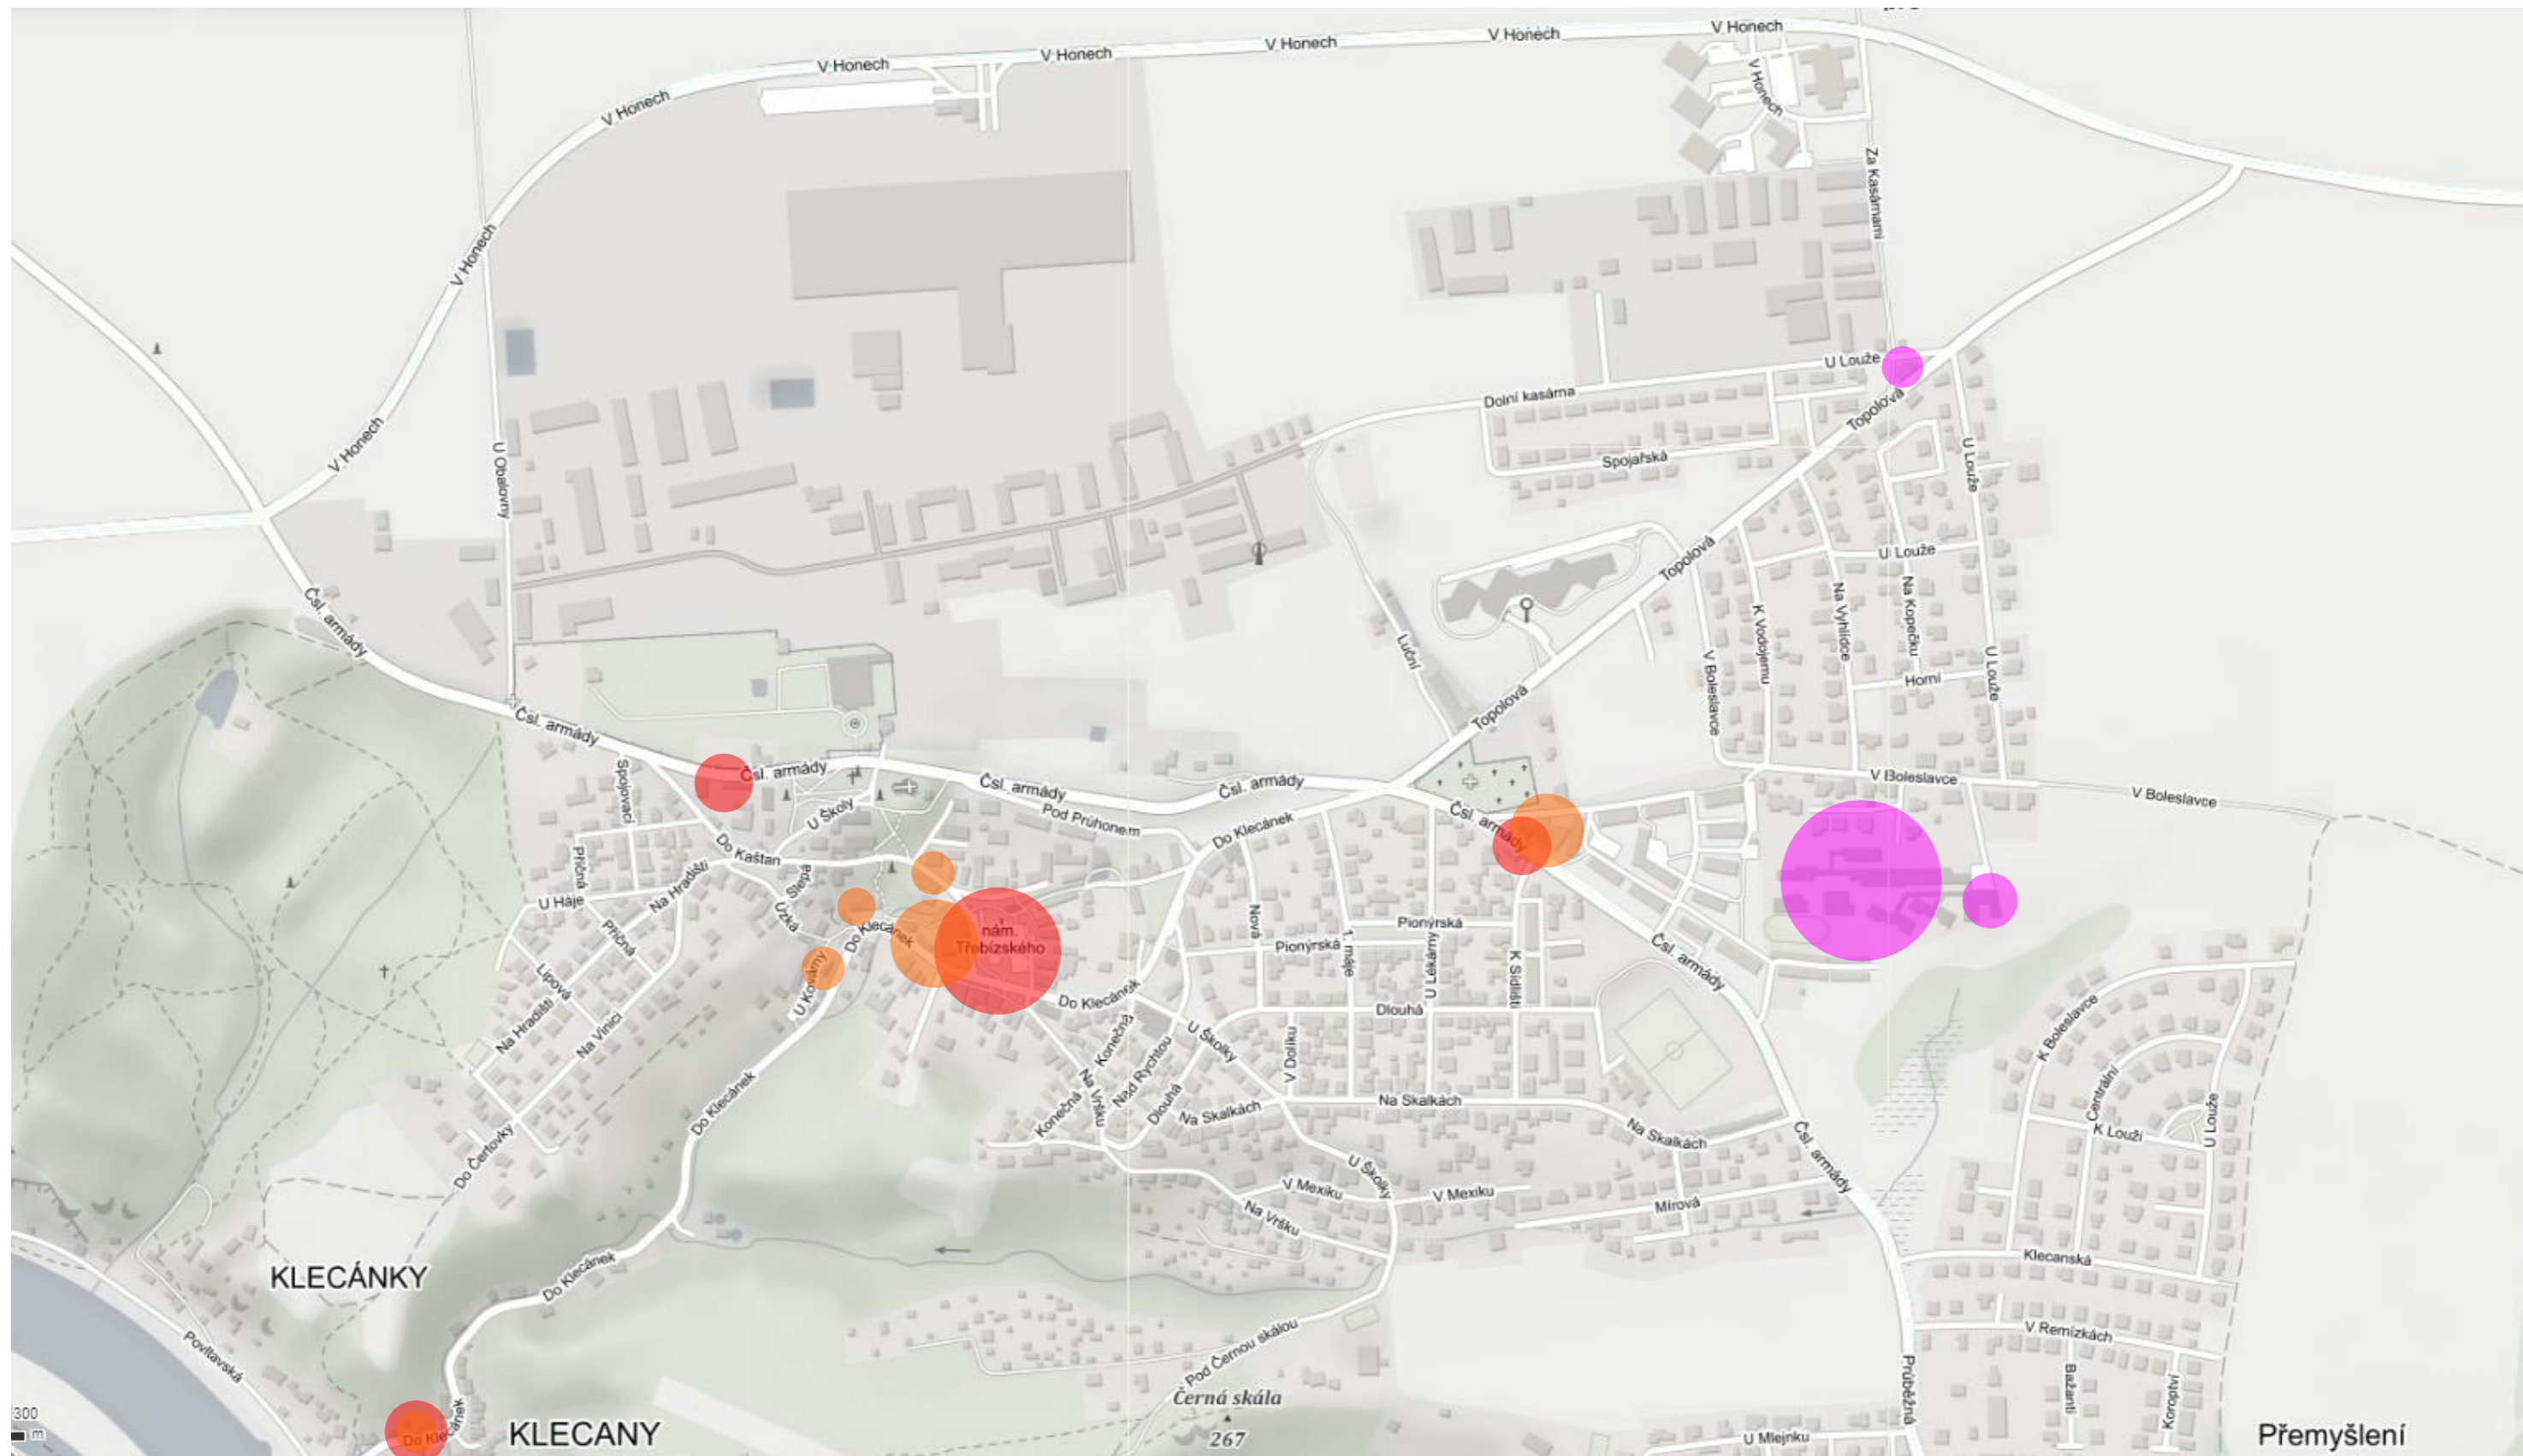 V Honech
V Honech
V Honech
V Honech
V Honech
V Honech
V Honech
V Honech
V Honech
Za Kasárnami
U Louže
Dolní kasárna
Topolová
Spojařská
U Louže
U Obalovny
Topolová
U Louže
Čsl. armády
Na Vyhlídce
Na Kopečku
K Vodojemu
Luční
V Boleslavce
U Louže
Horní
Topolová
Čsl. armády
Spojovací
Čsl. armády
Čsl. armády
Čsl. armády
V Boleslavce
V Boleslavce
U Školy
Pod Průhonem
Do Klecánek
Čsl. armády
Do Kaštan
Příčná
Na Hradišti
Slepá
U Háje
Úzká
Do Klecánek
nám.
Třebízského
Nová
Pionýrská
Pionýrská
1. máje
U Lékárny
K Sídlišti
Čsl. armády
Příčná
Lipová
U Kovárny
Do Klecánek
Dlouhá
Na Hradišti
Na Vinici
Konečná
U Školky
V Dolíku
K Boleslavce
Nad Rychtou
Centrální
Konečná
Na Vršku
Dlouhá
Na Skalkách
Na Skalkách
Na Skalkách
K Louži
U Louže
Do Klecánek
Do Čertovky
U Školky
Čsl. armády
V Mexiku
V Mexiku
Mírová
Na Vršku
KLECÁNKY
Do Klecánek
Klecanská
Povltavská
Pod Černou skálou
V Remízkách
Průběžná
Bažantí
Koroptví
Černá skála
267
300
m
Do Klecánek
Do Klecánek
KLECANY
U Mlejnku
Přemyšlení